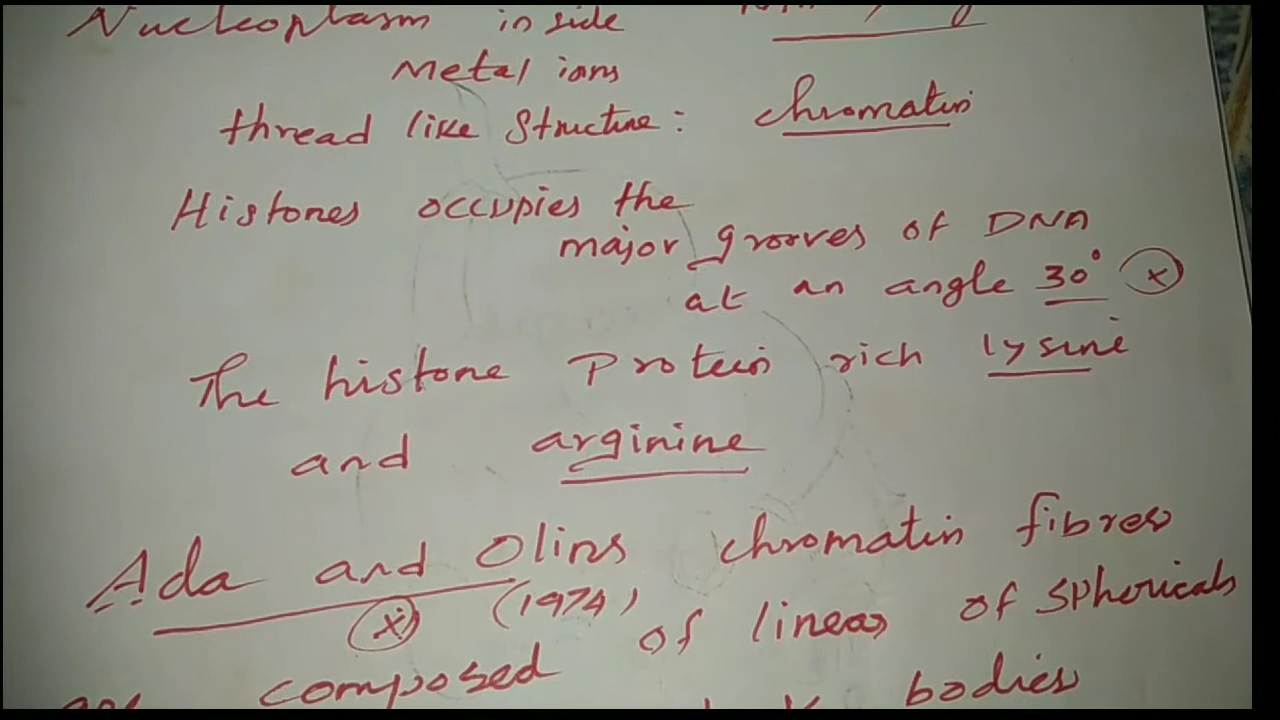 Nucleoplasm inside
Metal ions
thread like structure: chromatin
Histones occupies the
major grooves of DNA
at an angle 30° ⓧ
The histone Protein rich lysine
and arginine
Ada and Olins chromatin fibres
ⓧ (1974) of linear of sphericals
composed bodies